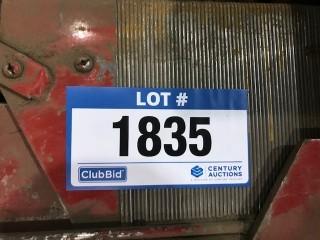 LOT #
1835
ClubBid
CENTURY
AUCTIONS